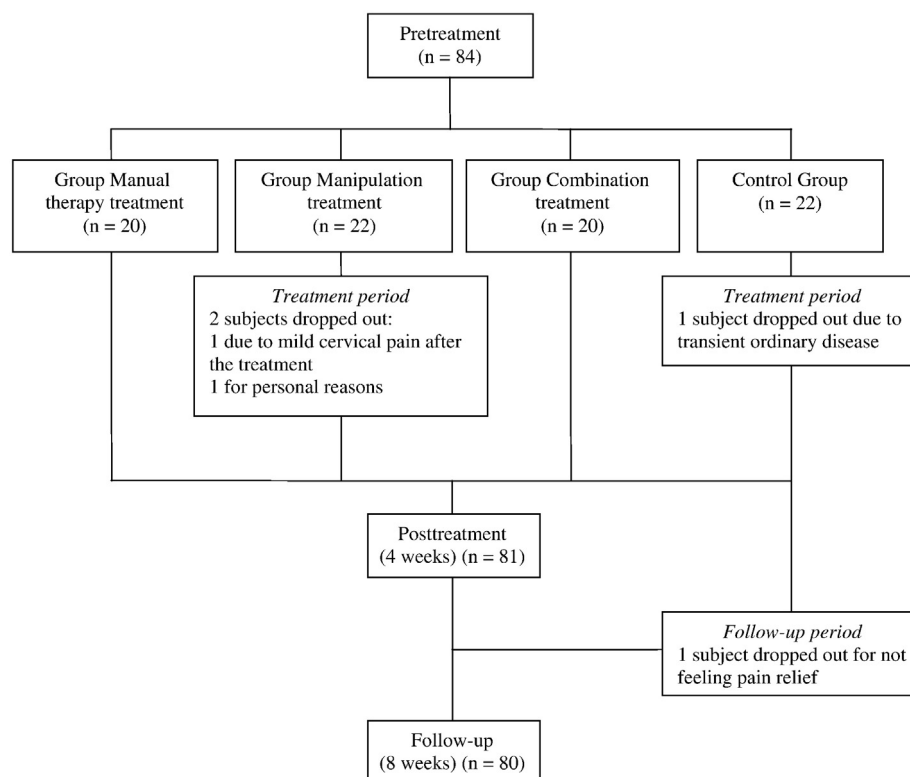 Pretreatment
(n = 84)
Group Manual
therapy treatment
(n = 20)
Group Manipulation
treatment
(n = 22)
Group Combination
treatment
(n = 20)
Control Group
(n = 22)
Treatment period
2 subjects dropped out:
1 due to mild cervical pain after
the treatment
1 for personal reasons
Treatment period
1 subject dropped out due to
transient ordinary disease
Posttreatment
(4 weeks) (n = 81)
Follow-up period
1 subject dropped out for not
feeling pain relief
Follow-up
(8 weeks) (n = 80)